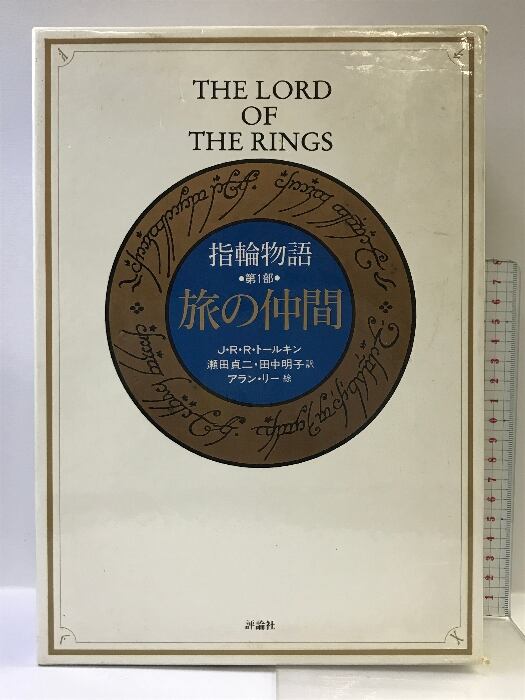 THE LORD
OF
THE RINGS
指輪物語
•第1部•
旅の仲間
J・R・R・トールキン
瀬田貞二・田中明子 訳
アラン・リー 絵
評論社